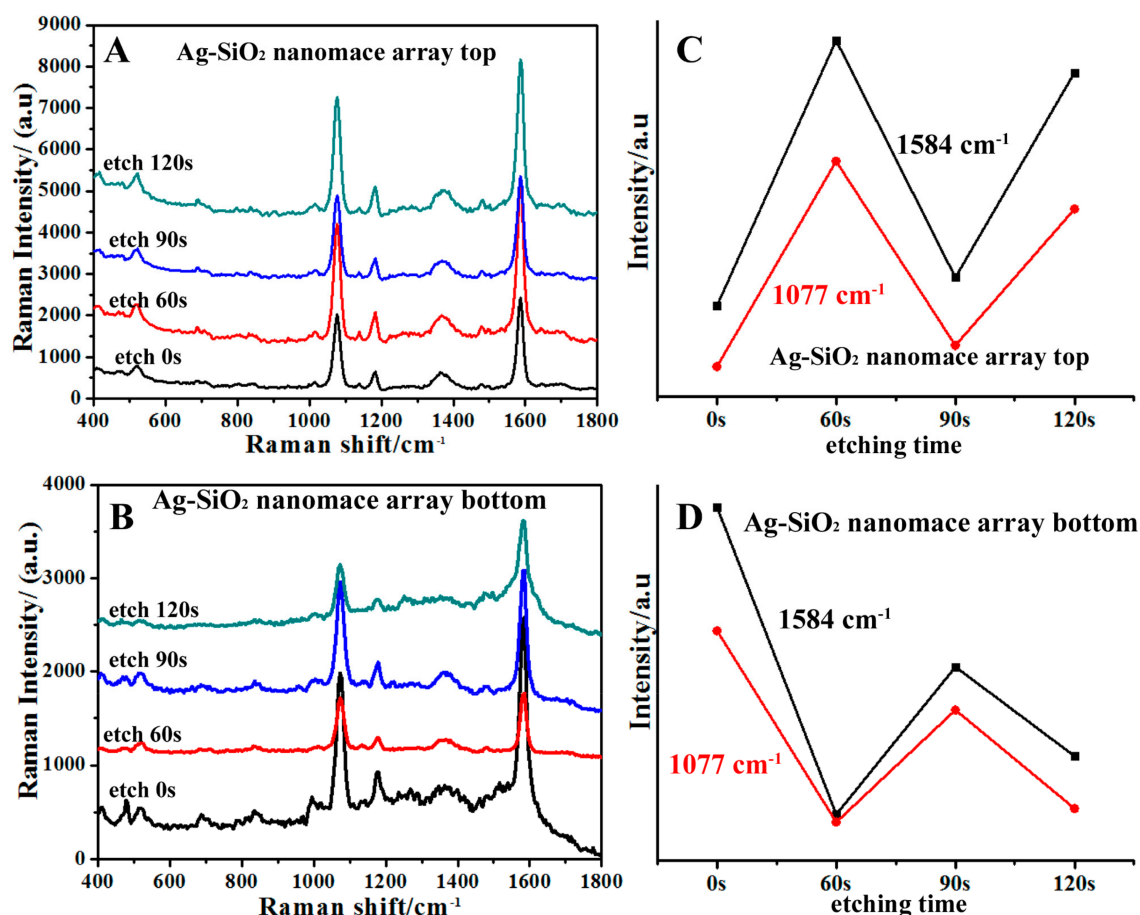 A
Ag-SiO₂ nanomace array top
Raman Intensity/ (a.u)
9000
8000
7000
6000
5000
4000
3000
2000
1000
0
etch 120s
etch 90s
etch 60s
etch 0s
400 600 800 1000 1200 1400 1600 1800
Raman shift/cm⁻¹
C
Intensity/a.u
1584 cm⁻¹
1077 cm⁻¹
Ag-SiO₂ nanomace array top
0s 60s 90s 120s
etching time
B
Ag-SiO₂ nanomace array bottom
Raman Intensity/ (a.u.)
4000
3000
2000
1000
0
etch 120s
etch 90s
etch 60s
etch 0s
400 600 800 1000 1200 1400 1600 1800
Raman shift/cm⁻¹
D
Ag-SiO₂ nanomace array bottom
Intensity/a.u
1584 cm⁻¹
1077 cm⁻¹
0s 60s 90s 120s
etching time